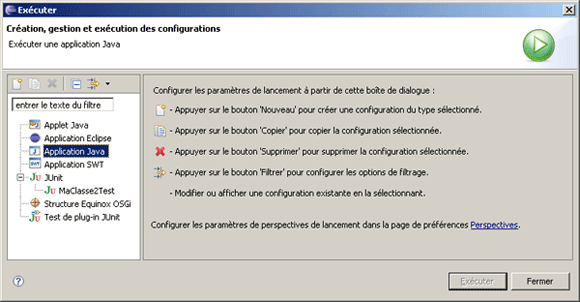 Exécuter
Création, gestion et exécution des configurations
Exécuter une application Java
entrer le texte du filtre
Applet Java
Application Eclipse
Application Java
Application SWT
JUnit
MaClasse2Test
Structure Equinox OSGi
Test de plug-in JUnit
Configurer les paramètres de lancement à partir de cette boîte de dialogue :
- Appuyer sur le bouton 'Nouveau' pour créer une configuration du type sélectionné.
- Appuyer sur le bouton 'Copier' pour copier la configuration sélectionnée.
- Appuyer sur le bouton 'Supprimer' pour supprimer la configuration sélectionnée.
- Appuyer sur le bouton 'Filtrer' pour configurer les options de filtrage.
- Modifier ou afficher une configuration existante en la sélectionnant.
Configurer les paramètres de perspectives de lancement dans la page de préférences Perspectives.
Exécuter
Fermer